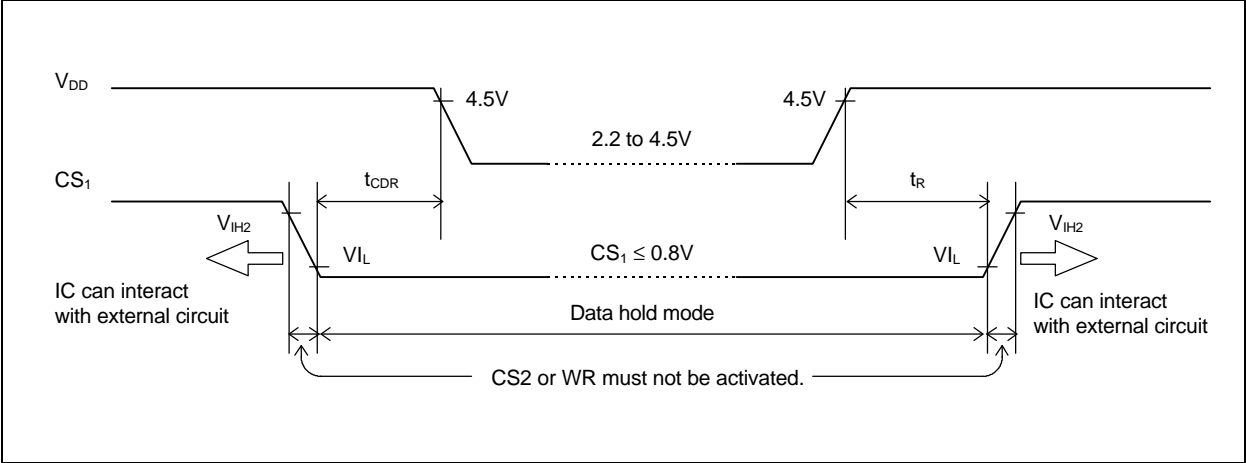 VDD
4.5V
4.5V
2.2 to 4.5V
CS1
tCDR
tR
VIH2
VIH2
VIL
CS1 ≤ 0.8V
VIL
IC can interact
with external circuit
IC can interact
with external circuit
Data hold mode
CS2 or WR must not be activated.